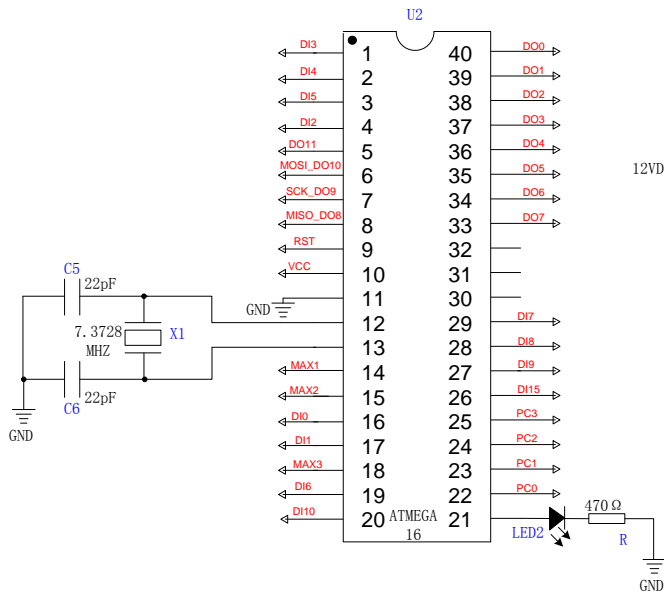 U2
DI3 1 40 DO0
DI4 2 39 DO1
DI5 3 38 DO2
DI2 4 37 DO3
DO11 5 36 DO4
MOSI_DO10 6 35 DO5
12VD
SCK_DO9 7 34 DO6
MISO_DO8 8 33 DO7
RST 9 32
VCC 10 31
GND 11 30
C5
22pF
12 29 DI7
7.3728
MHZ
X1
13 28 DI8
MAX1 14 27 DI9
C6
22pF
MAX2 15 26 DI15
GND
DI0 16 25 PC3
DI1 17 24 PC2
MAX3 18 23 PC1
DI6 19 22 PC0
DI10 20 ATMEGA 21
16
LED2
470Ω
R
GND